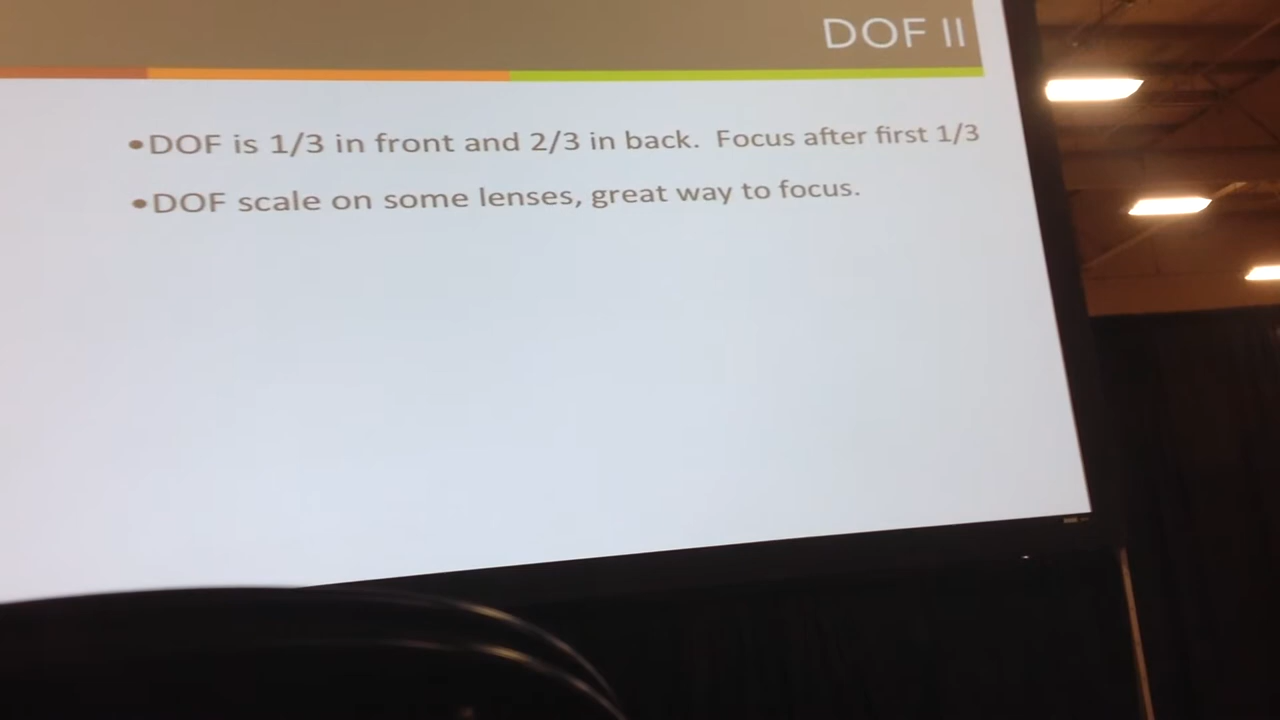 DOF II
•DOF is 1/3 in front and 2/3 in back. Focus after first 1/3
•DOF scale on some lenses, great way to focus.